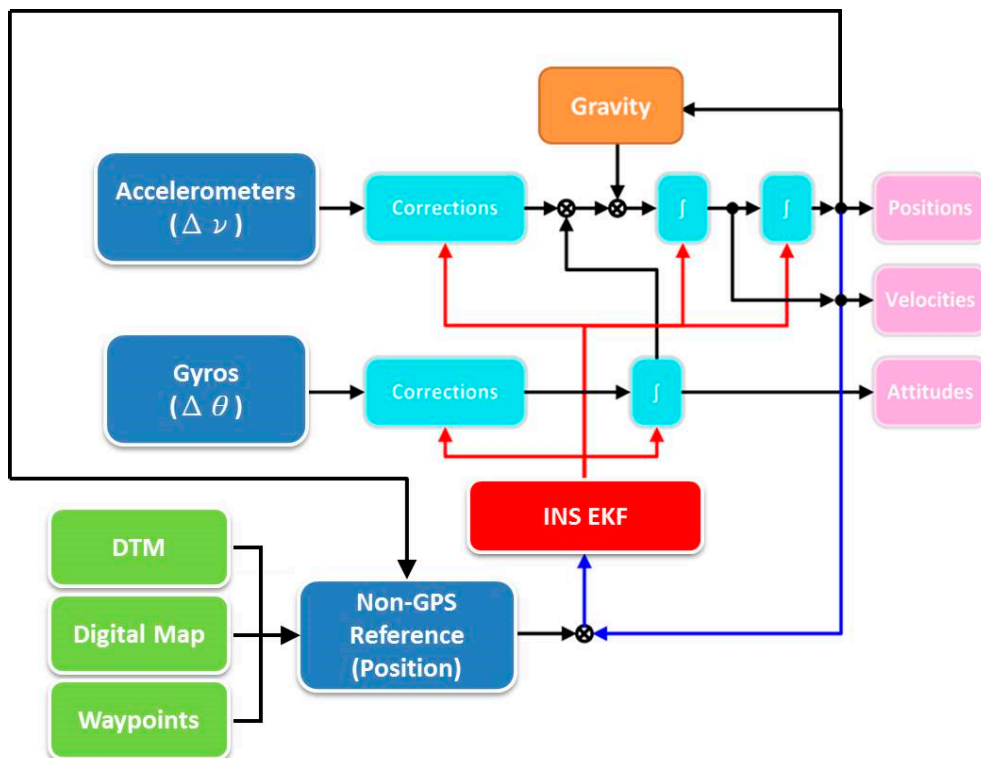 Gravity
Accelerometers
(Δ ν)
Corrections
∫
∫
Positions
Velocities
Gyros
(Δ θ)
Corrections
∫
Attitudes
INS EKF
DTM
Digital Map
Waypoints
Non-GPS
Reference
(Position)